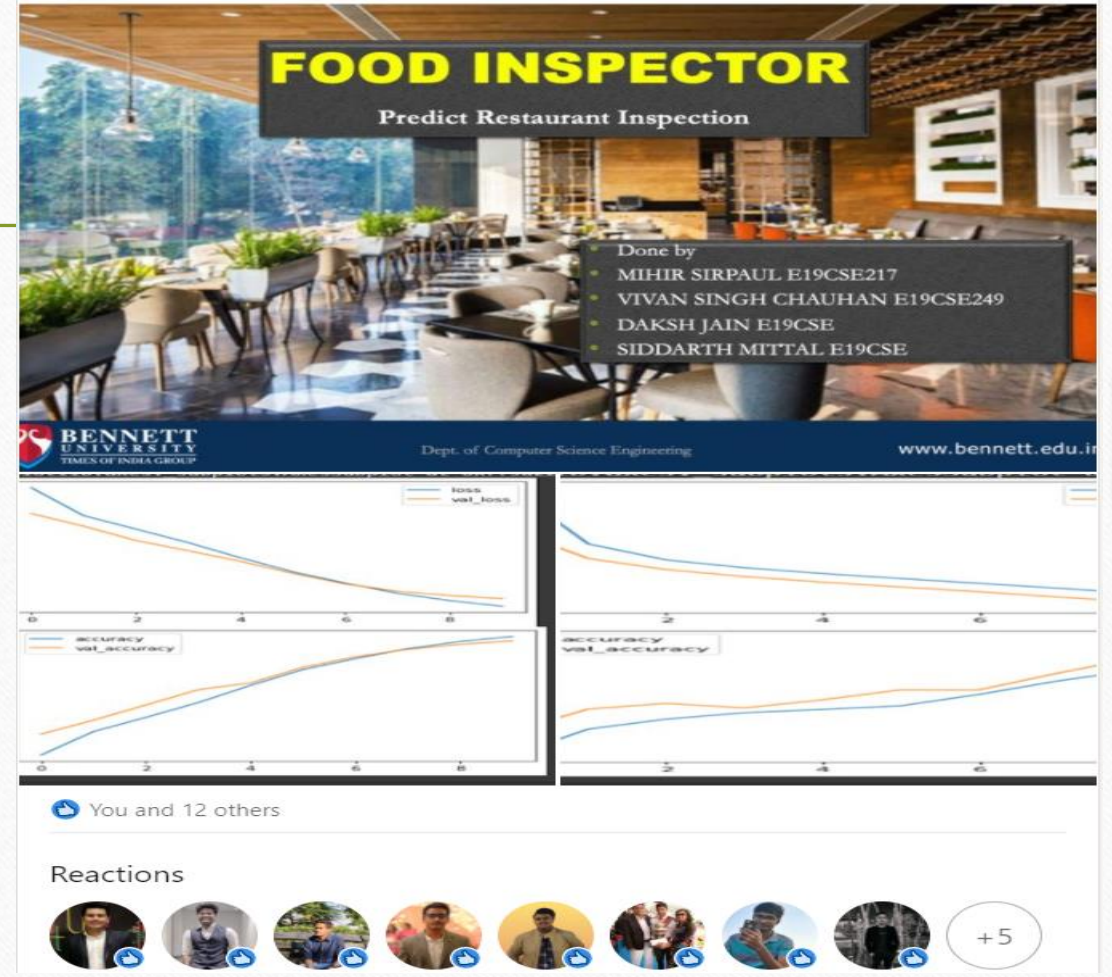 FOOD INSPECTOR
Predict Restaurant Inspection
Done by
MIHIR SIRPAUL E19CSE217
VIVAN SINGH CHAUHAN E19CSE249
DAKSH JAIN E19CSE
SIDDARTH MITTAL E19CSE
BENNETT
UNIVERSITY
TIMES OF INDIA GROUP
Dept. of Computer Science Engineering
www.bennett.edu.in
loss
val_loss
0 2 4 6 8
2 4 6
accuracy
val_accuracy
0 2 4 6 8
accuracy
val_accuracy
2 4 6
You and 12 others
Reactions
+5